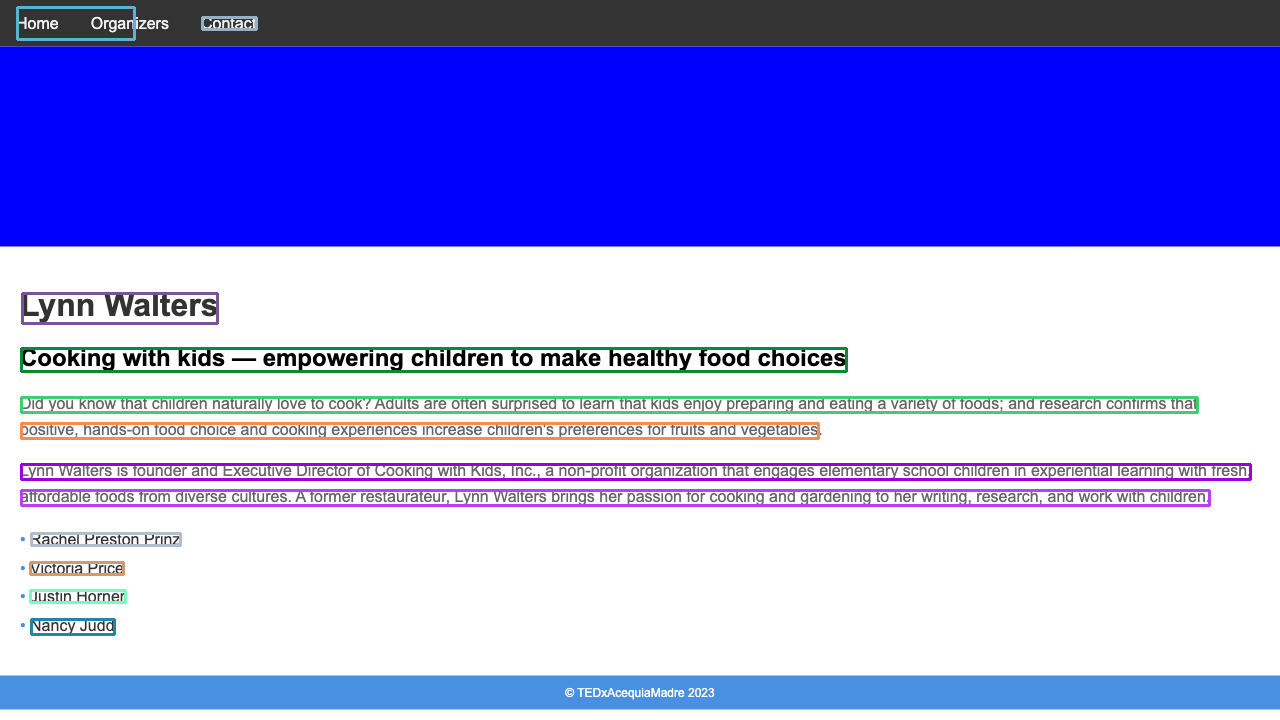 Home Organizers Contact
Lynn Walters
Cooking with kids — empowering children to make healthy food choices
Did you know that children naturally love to cook? Adults are often surprised to learn that kids enjoy preparing and eating a variety of foods; and research confirms that
positive, hands-on food choice and cooking experiences increase children's preferences for fruits and vegetables.
Lynn Walters is founder and Executive Director of Cooking with Kids, Inc., a non-profit organization that engages elementary school children in experiential learning with fresh,
affordable foods from diverse cultures. A former restaurateur, Lynn Walters brings her passion for cooking and gardening to her writing, research, and work with children.
• Rachel Preston Prinz
• Victoria Price
• Justin Horner
• Nancy Judd
© TEDxAcequiaMadre 2023